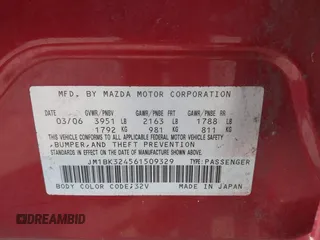 MFD. BY MAZDA MOTOR CORPORATION
GVWR/PNBV GAWR/PNBE FRT GAWR/PNBE RR
03/06 3951 LB 2163 LB 1788 LB
1792 KG 981 KG 811 KG
THIS VEHICLE CONFORMS TO ALL APPLICABLE
FEDERAL MOTOR VEHICLE SAFETY,
BUMPER, AND THEFT PREVENTION
STANDARDS IN EFFECT ON THE DATE OF MANUFACTURE SHOWN ABOVE.
JM1BK324561509329 TYPE:PASSENGER
BODY COLOR CODE:32V MADE IN JAPAN
DREAMBID